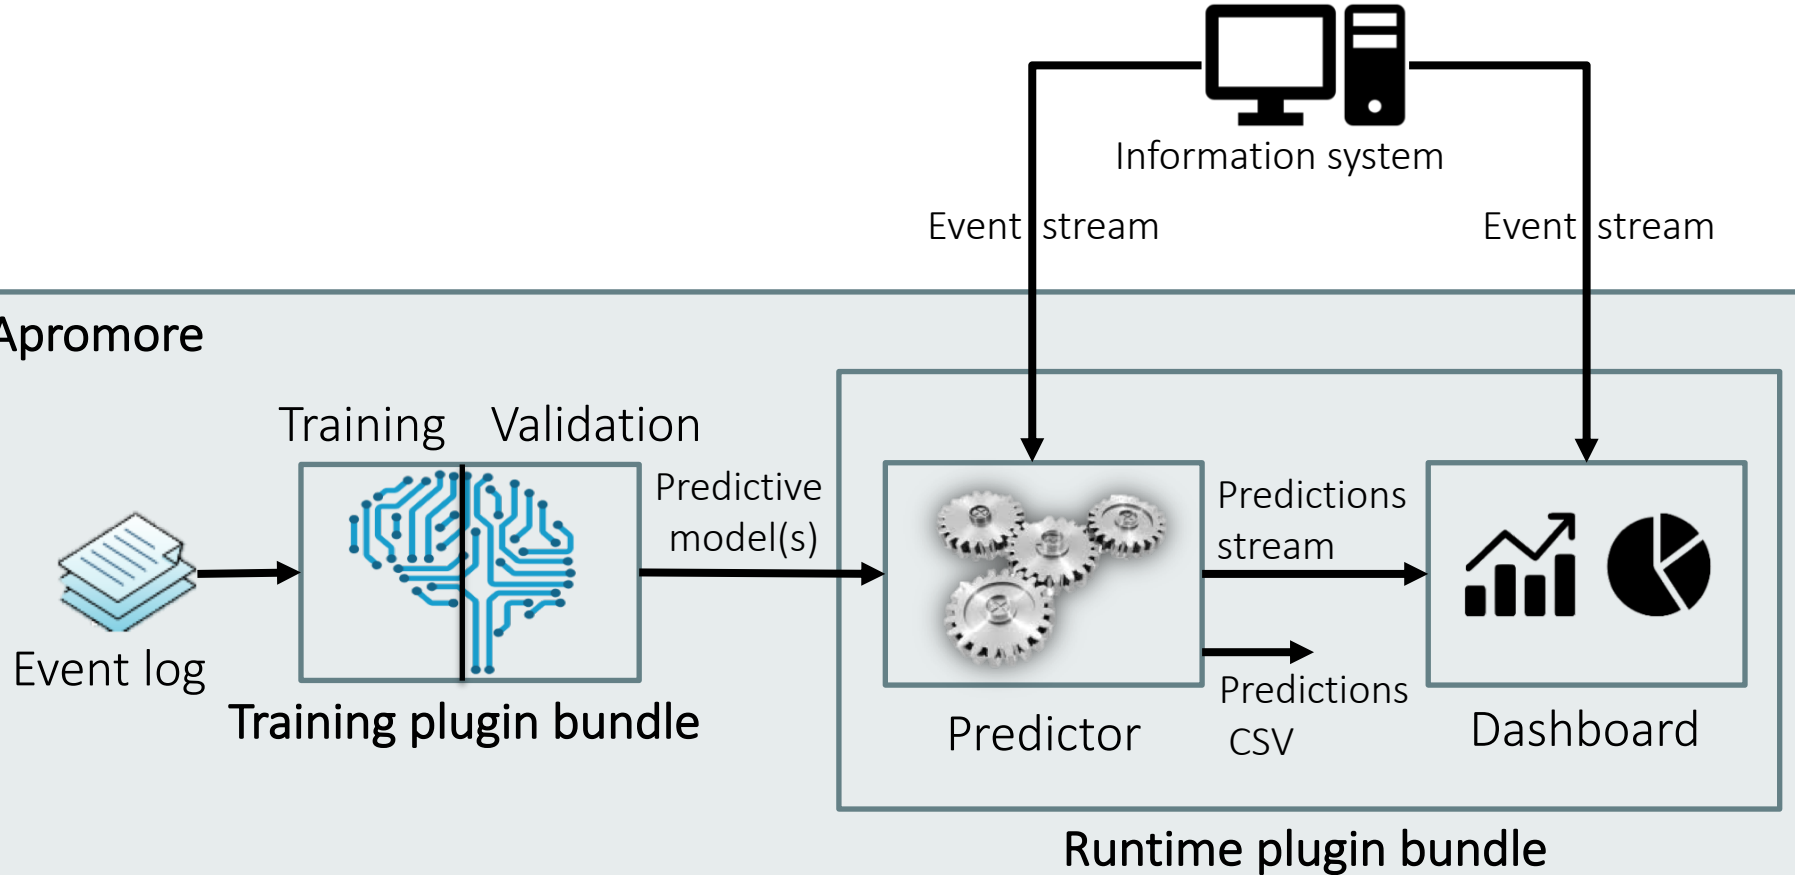 Information system
Event stream
Event stream
Apromore
Training
Validation
Predictive
model(s)
Predictions
stream
Event log
Training plugin bundle
Predictor
Predictions
CSV
Dashboard
Runtime plugin bundle